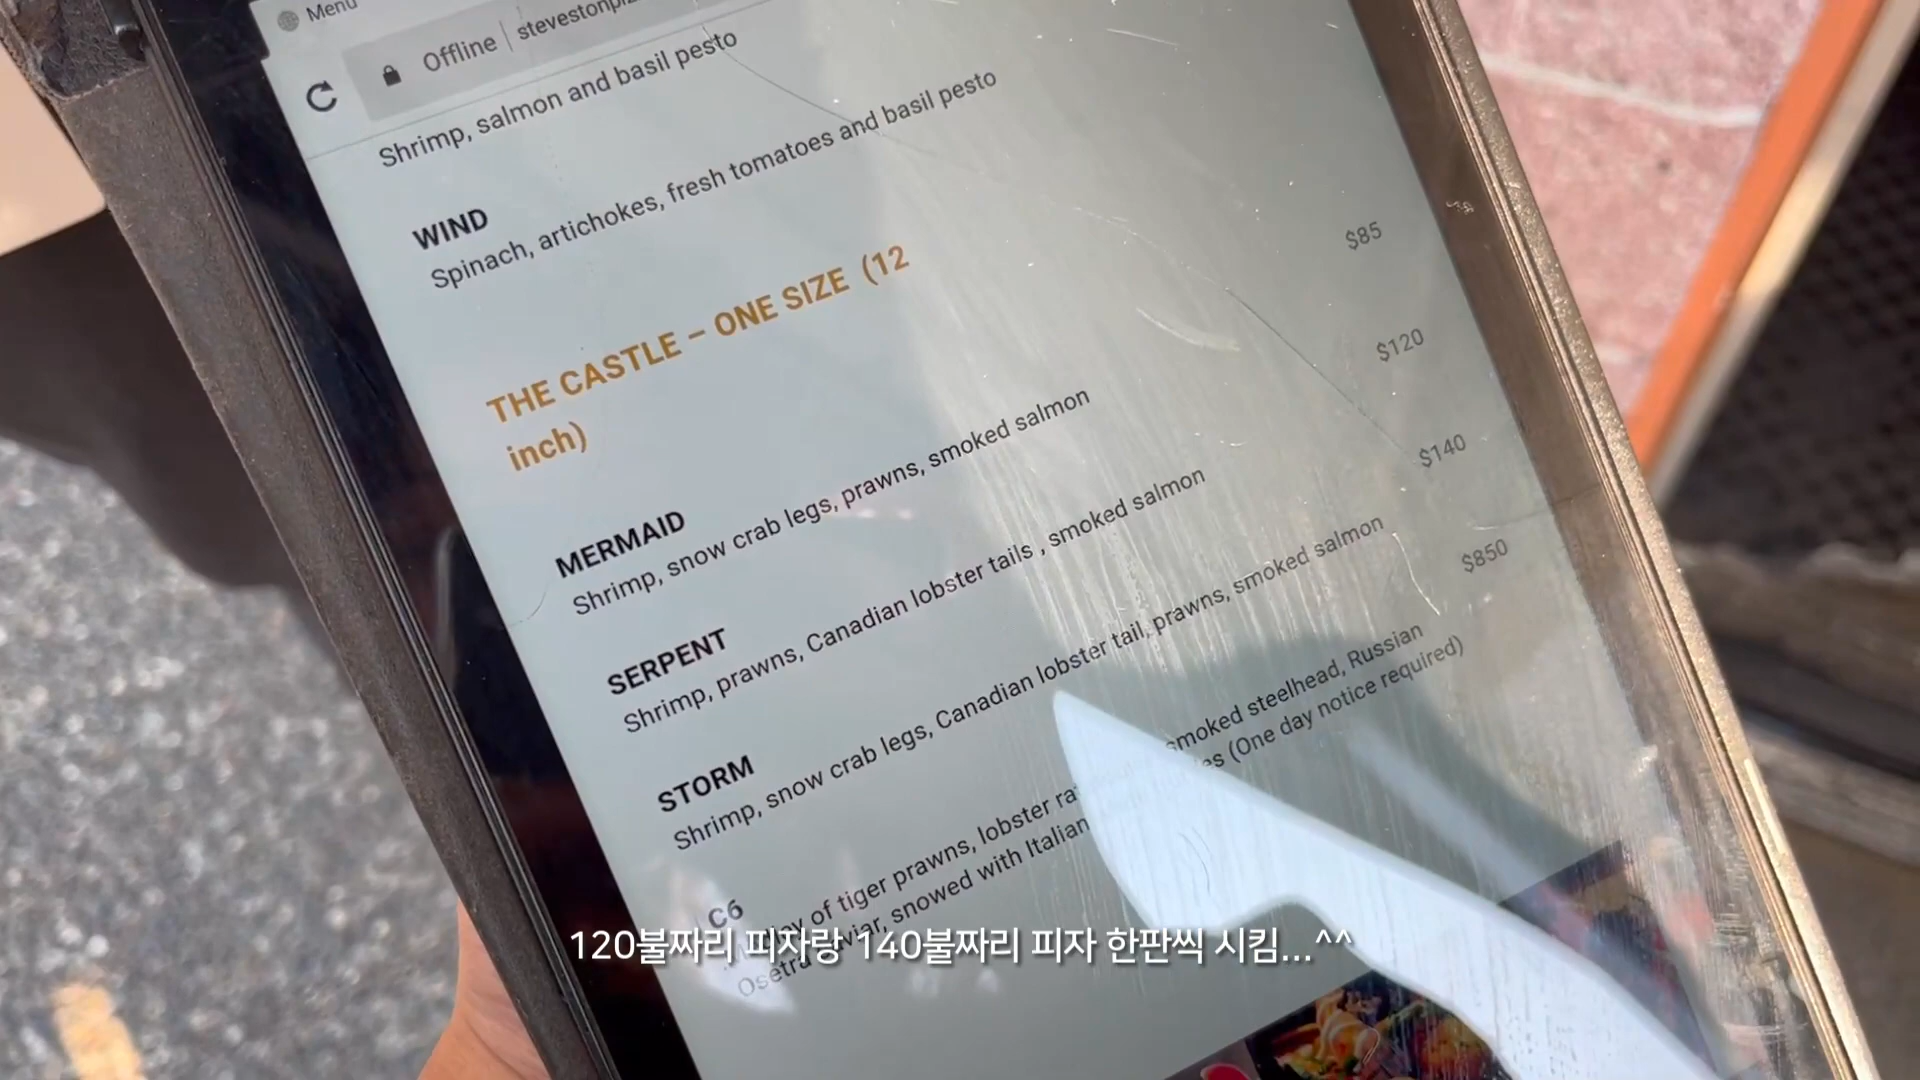 Menu
Offline
Shrimp, salmon and basil pesto
WIND
Spinach, artichokes, fresh tomatoes and basil pesto
THE CASTLE – ONE SIZE (12
inch)
MERMAID $85
Shrimp, snow crab legs, prawns, smoked salmon
SERPENT $120
Shrimp, prawns, Canadian lobster tails , smoked salmon
STORM $140
Shrimp, snow crab legs, Canadian lobster tail, prawns, smoked salmon
C6 $850
of tiger prawns, lobster smoked steelhead, Russian
Osetra snowed with Italian (One day notice required)
120불짜리 피자랑 140불짜리 피자 한판씩 시킴...^^